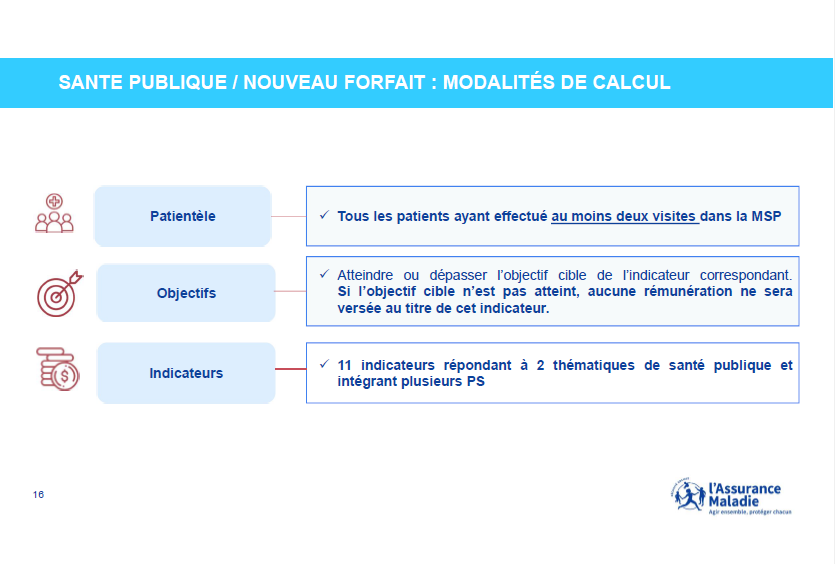 SANTE PUBLIQUE / NOUVEAU FORFAIT : MODALITÉS DE CALCUL
Patientèle
✓ Tous les patients ayant effectué au moins deux visites dans la MSP
Objectifs
✓ Atteindre ou dépasser l'objectif cible de l'indicateur correspondant.
Si l'objectif cible n'est pas atteint, aucune rémunération ne sera
versée au titre de cet indicateur.
Indicateurs
✓ 11 indicateurs répondant à 2 thématiques de santé publique et
intégrant plusieurs PS
16
l'Assurance
Maladie
Agir ensemble, protéger chacun